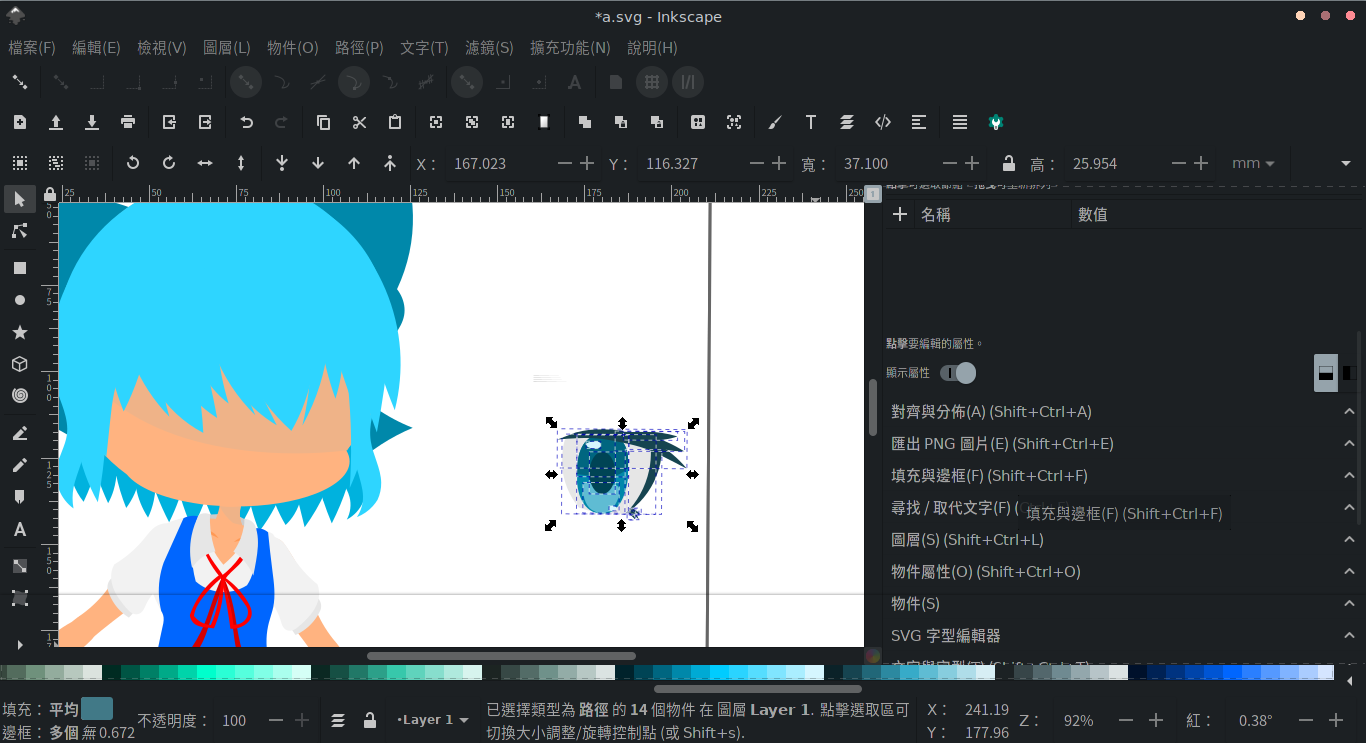 *a.svg - Inkscape
檔案(F) 編輯(E) 檢視(V) 圖層(L) 物件(O) 路徑(P) 文字(T) 濾鏡(S) 擴充功能(N) 說明(H)
X： 167.023 Y： 116.327 寬： 37.100 高： 25.954 mm
25 50 75 100 125 150 175 200 225 250
1
名稱 數值
點擊要編輯的屬性。
顯示屬性
對齊與分佈(A) (Shift+Ctrl+A)
匯出 PNG 圖片(E) (Shift+Ctrl+E)
填充與邊框(F) (Shift+Ctrl+F)
尋找 / 取代文字(F)
填充與邊框(F) (Shift+Ctrl+F)
圖層(S) (Shift+Ctrl+L)
物件屬性(O) (Shift+Ctrl+O)
物件(S)
SVG 字型編輯器
填充： 平均
邊框： 多個 無 0.672
不透明度： 100
•Layer 1
已選擇類型為 路徑 的 14 個物件 在 圖層 Layer 1. 點擊選取區可
切換大小調整/旋轉控制點 (或 Shift+s).
X： 241.19
Y： 177.96
Z： 92%
紅： 0.38°